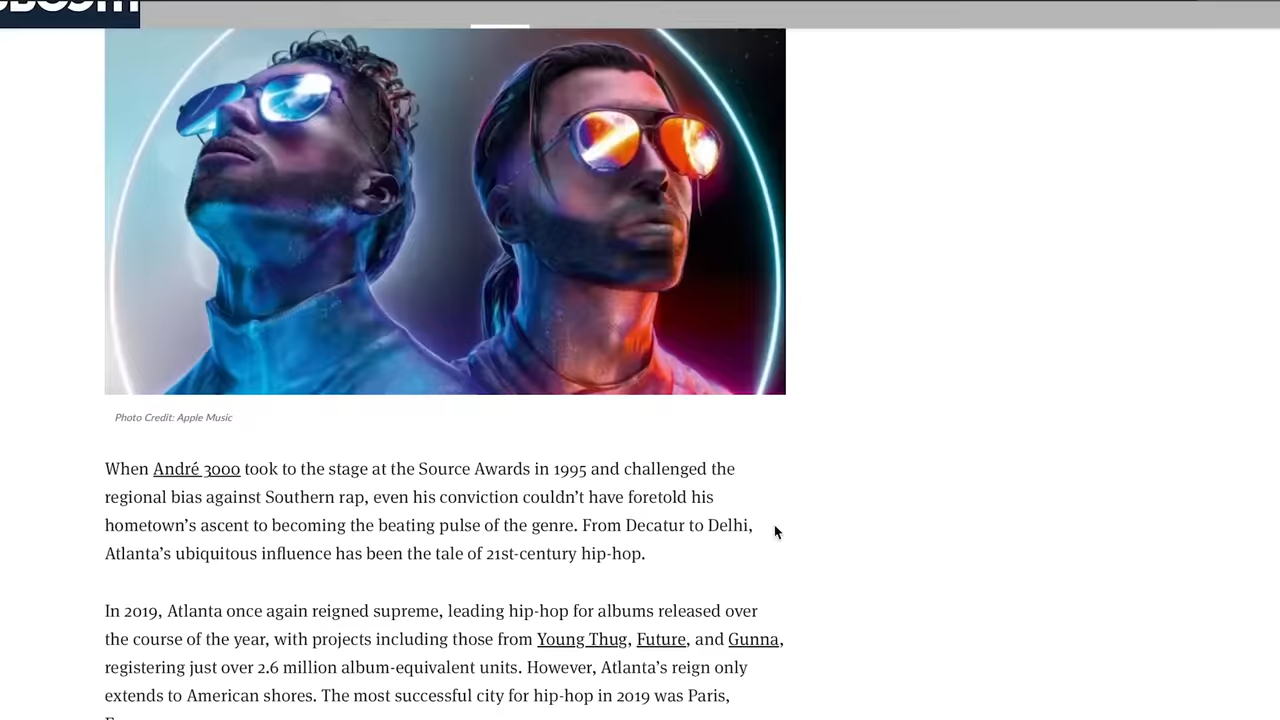 Photo Credit: Apple Music
When André 3000 took to the stage at the Source Awards in 1995 and challenged the
regional bias against Southern rap, even his conviction couldn’t have foretold his
hometown’s ascent to becoming the beating pulse of the genre. From Decatur to Delhi,
Atlanta’s ubiquitous influence has been the tale of 21st-century hip-hop.
In 2019, Atlanta once again reigned supreme, leading hip-hop for albums released over
the course of the year, with projects including those from Young Thug, Future, and Gunna,
registering just over 2.6 million album-equivalent units. However, Atlanta’s reign only
extends to American shores. The most successful city for hip-hop in 2019 was Paris,